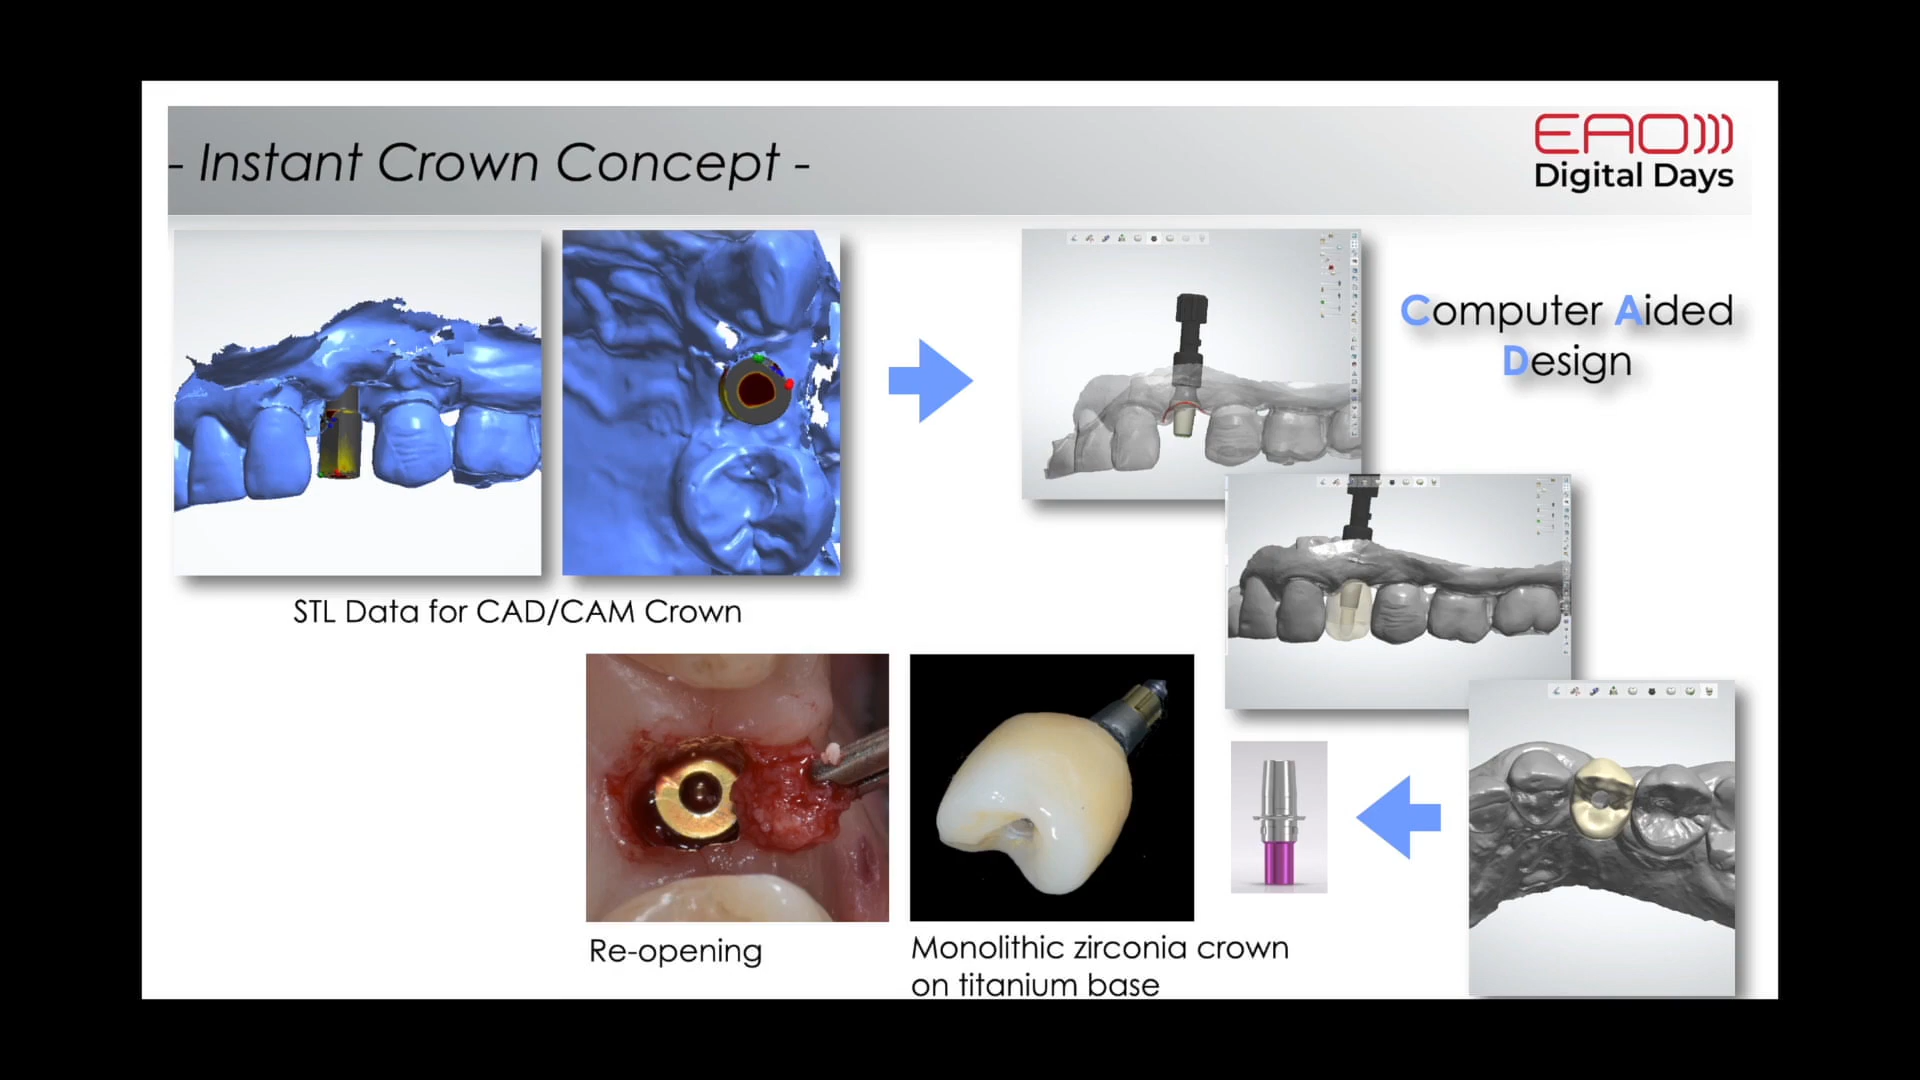 - Instant Crown Concept -
EAO)))
Digital Days
Computer Aided
Design
STL Data for CAD/CAM Crown
Re-opening
Monolithic zirconia crown
on titanium base